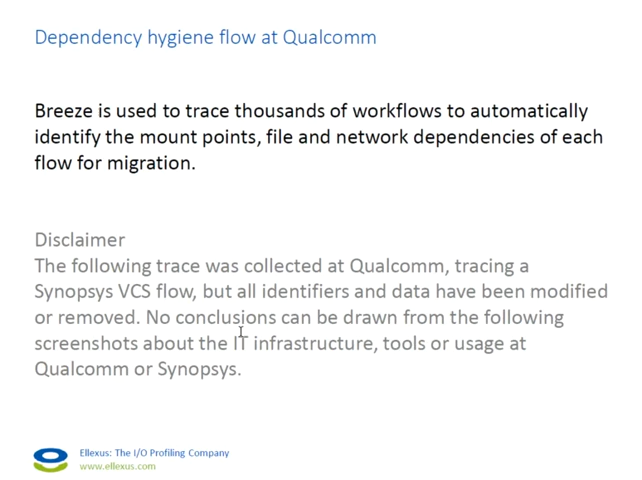 Dependency hygiene flow at Qualcomm
Breeze is used to trace thousands of workflows to automatically
identify the mount points, file and network dependencies of each
flow for migration.
Disclaimer
The following trace was collected at Qualcomm, tracing a
Synopsys VCS flow, but all identifiers and data have been modified
or removed. No conclusions can be drawn from the following
screenshots about the IT infrastructure, tools or usage at
Qualcomm or Synopsys.
Ellexus: The I/O Profiling Company
www.ellexus.com